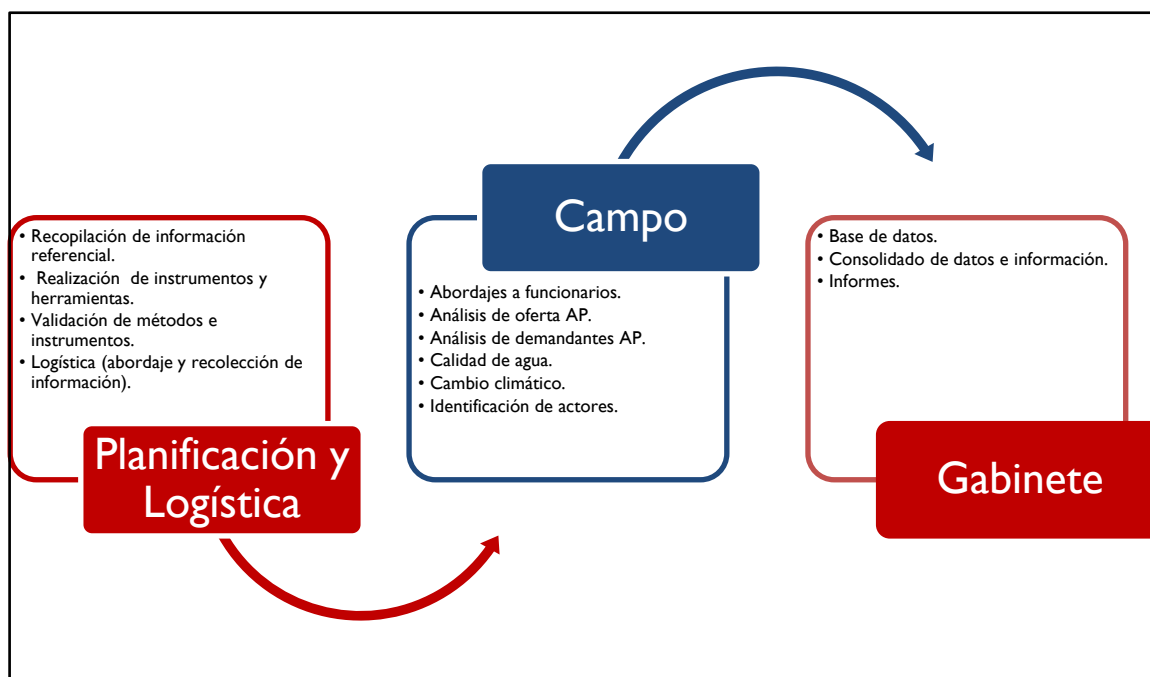 • Recopilación de información
referencial.
• Realización de instrumentos y
herramientas.
• Validación de métodos e
instrumentos.
• Logística (abordaje y recolección de
información).
Planificación y
Logística
Campo
• Abordajes a funcionarios.
• Análisis de oferta AP.
• Análisis de demandantes AP.
• Calidad de agua.
• Cambio climático.
• Identificación de actores.
• Base de datos.
• Consolidado de datos e información.
• Informes.
Gabinete